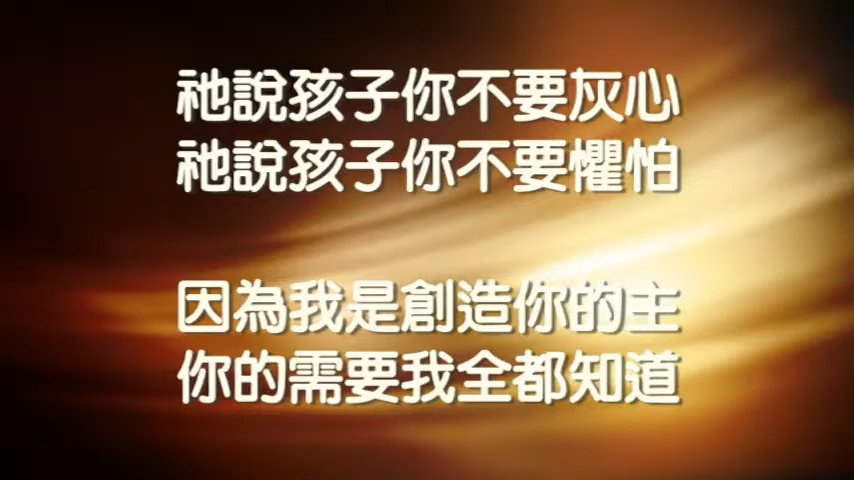 祂說孩子你不要灰心
祂說孩子你不要懼怕
因為我是創造你的主
你的需要我全都知道